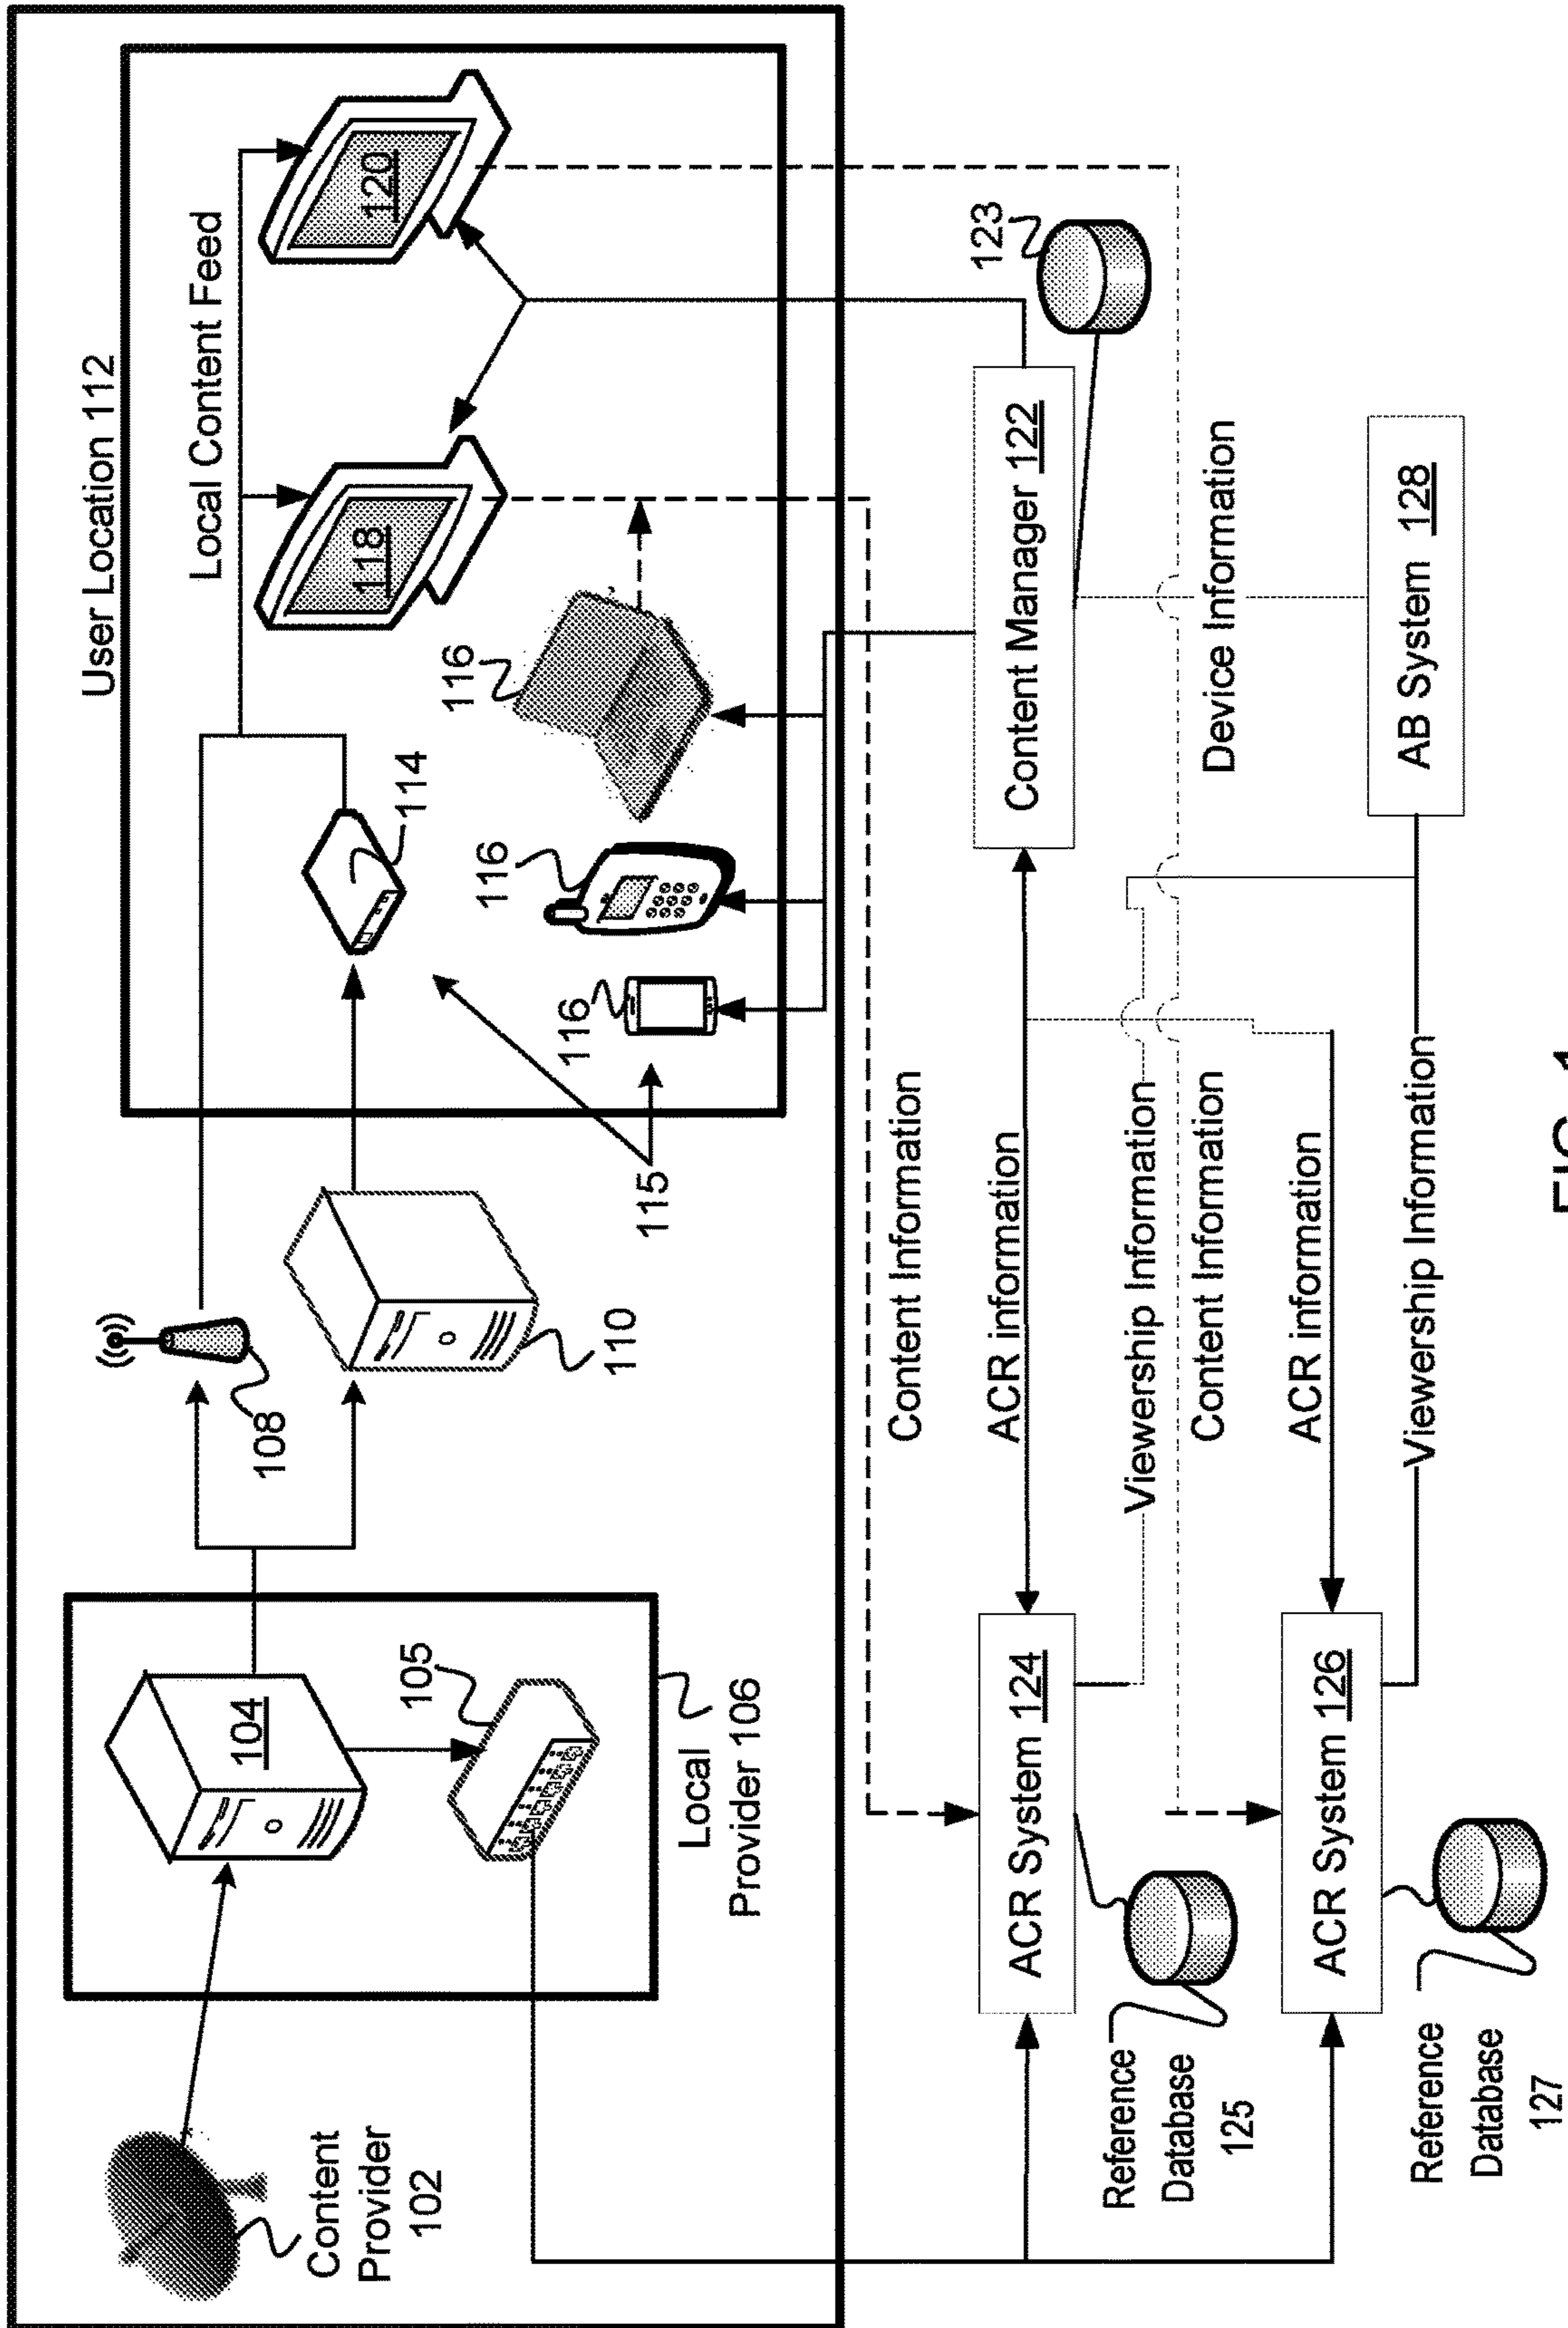 User Location 112
Local Content Feed
104
108
105
110
114
118
120
116
116
116
115
Content
Provider
102
Local
Provider 106
Content Information
123
ACR System 124
ACR information
Content Manager 122
Reference
Database
125
Viewership Information
Content Information
Device Information
ACR System 126
ACR information
Viewership Information
AB System 128
Reference
Database
127
FIG. 1